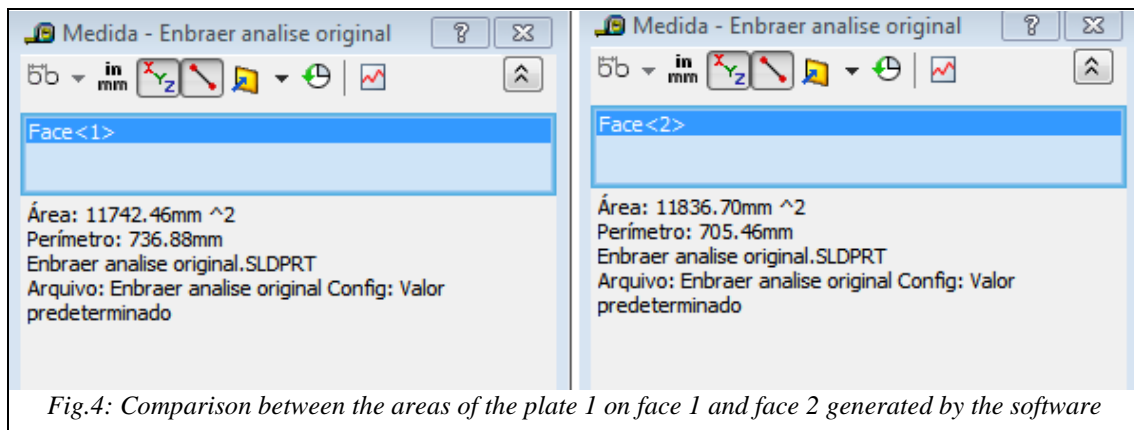 Medida - Enbraer analise original
in
mm
X
Y
Z
Face<1>
Área: 11742.46mm ^2
Perímetro: 736.88mm
Enbraer analise original.SLDPRT
Arquivo: Enbraer analise original Config: Valor
predeterminado
Medida - Enbraer analise original
in
mm
X
Y
Z
Face<2>
Área: 11836.70mm ^2
Perímetro: 705.46mm
Enbraer analise original.SLDPRT
Arquivo: Enbraer analise original Config: Valor
predeterminado
Fig.4: Comparison between the areas of the plate 1 on face 1 and face 2 generated by the software